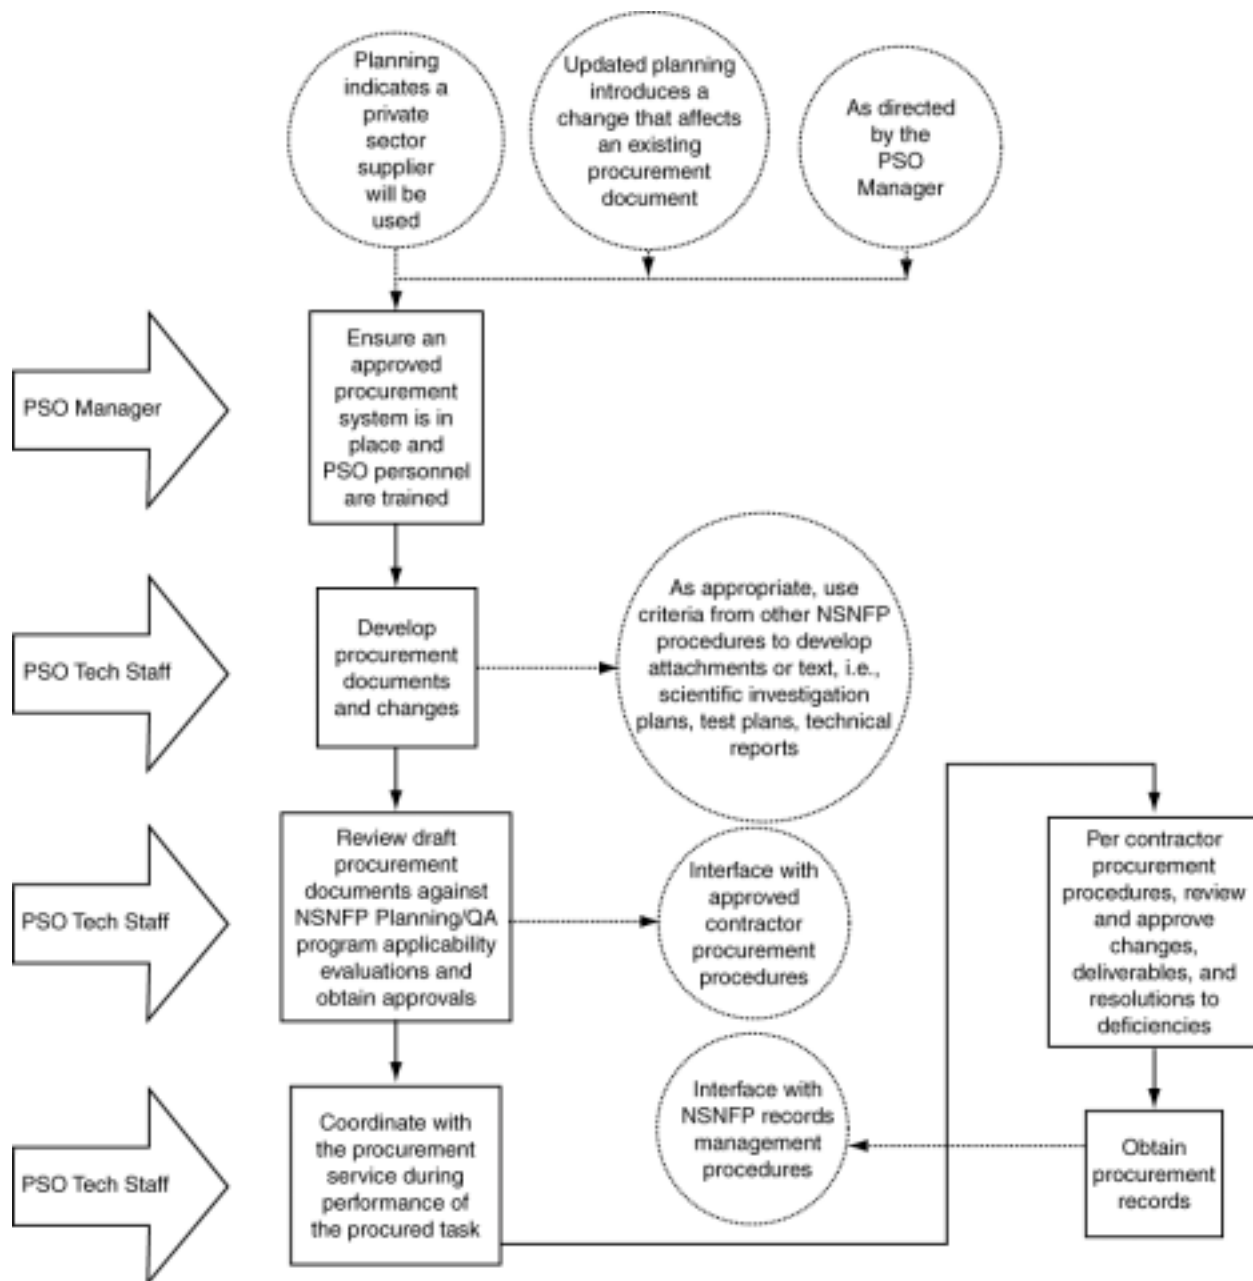 Planning
indicates a
private
sector
supplier
will be
used
Updated planning
introduces a
change that affects
an existing
procurement
document
As directed
by the
PSO
Manager
PSO Manager
Ensure an
approved
procurement
system is in
place and
PSO personnel
are trained
PSO Tech Staff
Develop
procurement
documents
and changes
As appropriate, use
criteria from other NSNFP
procedures to develop
attachments or text, i.e.,
scientific investigation
plans, test plans, technical
reports
PSO Tech Staff
Review draft
procurement
documents against
NSNFP Planning/QA
program applicability
evaluations and
obtain approvals
Interface with
approved
contractor
procurement
procedures
PSO Tech Staff
Coordinate with
the procurement
service during
performance of
the procured task
Per contractor
procurement
procedures, review
and approve
changes,
deliverables, and
resolutions to
deficiencies
Obtain
procurement
records
Interface with
NSNFP records
management
procedures